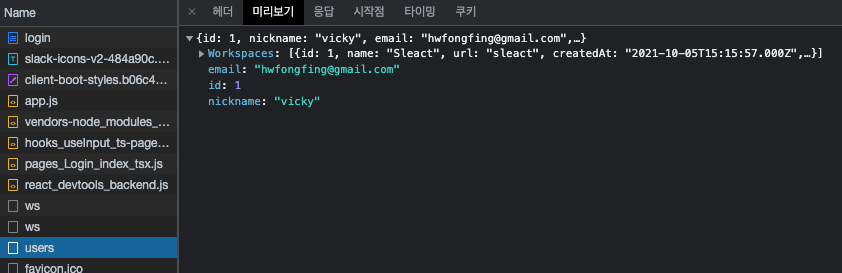 Name
× 헤더 미리보기 응답 시작점 타이밍 쿠키
login
slack-icons-v2-484a90c....
client-boot-styles.b06c4...
app.js
vendors-node_modules_...
hooks_useInput_ts-page...
pages_Login_index_tsx.js
react_devtools_backend.js
ws
ws
users
favicon.ico
▼{id: 1, nickname: "vicky", email: "hwfongfing@gmail.com",…}
▶Workspaces: [{id: 1, name: "Sleact", url: "sleact", createdAt: "2021-10-05T15:15:57.000Z",…}]
email: "hwfongfing@gmail.com"
id: 1
nickname: "vicky"